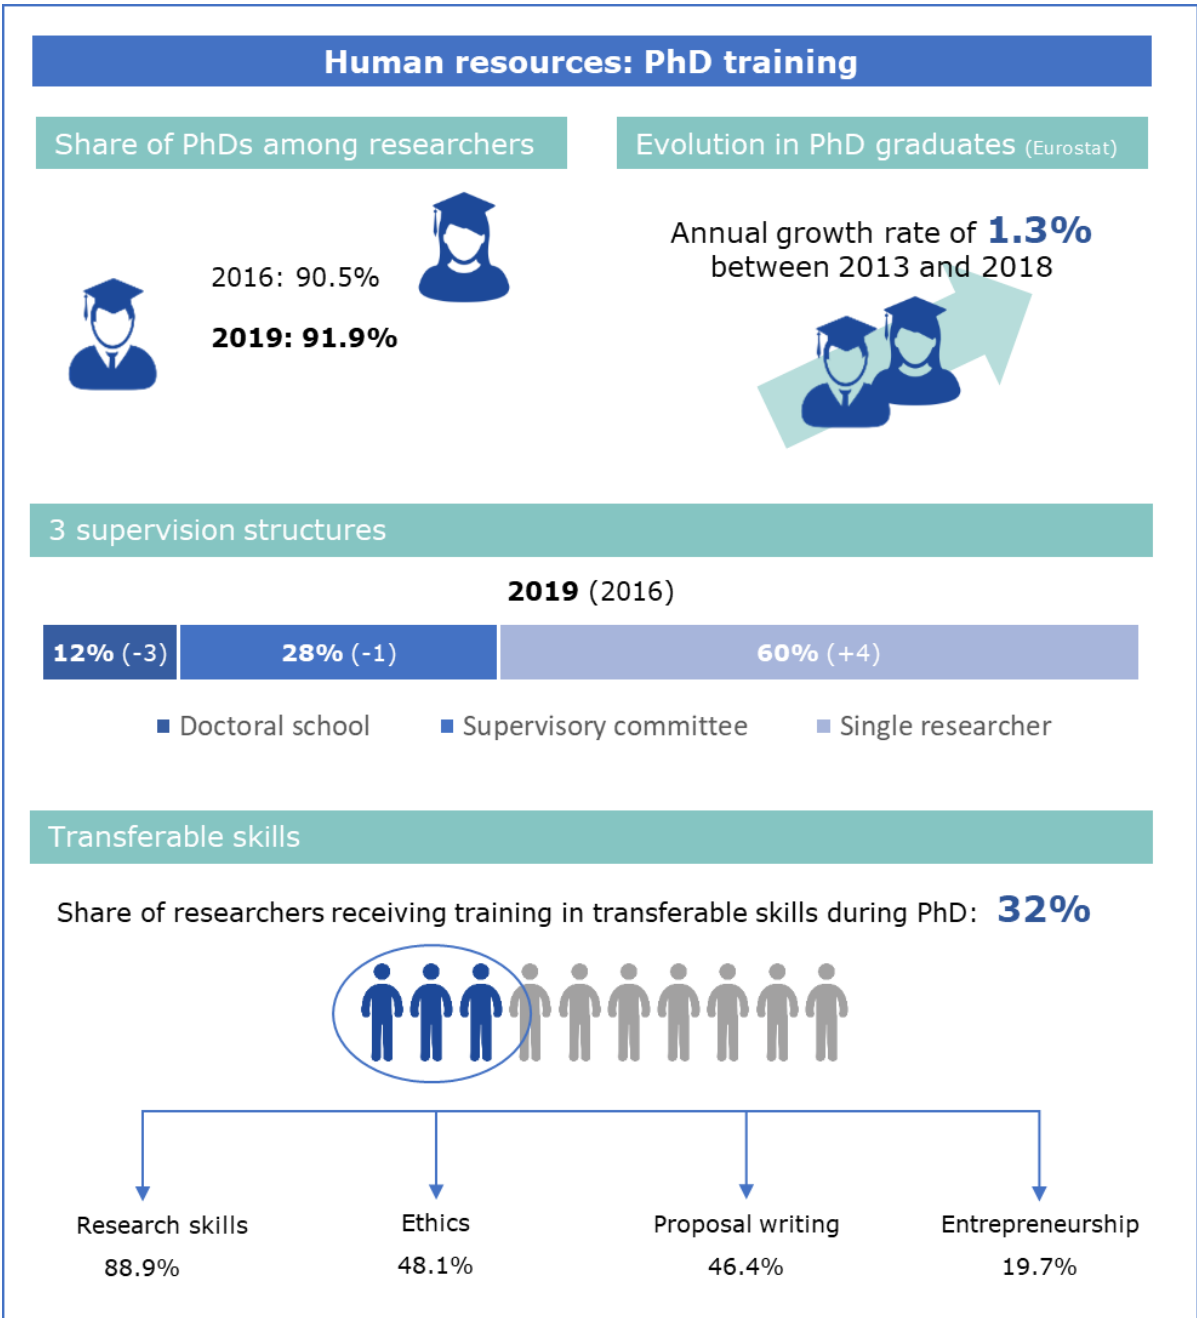 Human resources: PhD training
Share of PhDs among researchers
Evolution in PhD graduates (Eurostat)
2016: 90.5%
2019: 91.9%
Annual growth rate of 1.3%
between 2013 and 2018
3 supervision structures
2019 (2016)
12% (-3)
28% (-1)
60% (+4)
Doctoral school
Supervisory committee
Single researcher
Transferable skills
Share of researchers receiving training in transferable skills during PhD: 32%
Research skills
88.9%
Ethics
48.1%
Proposal writing
46.4%
Entrepreneurship
19.7%